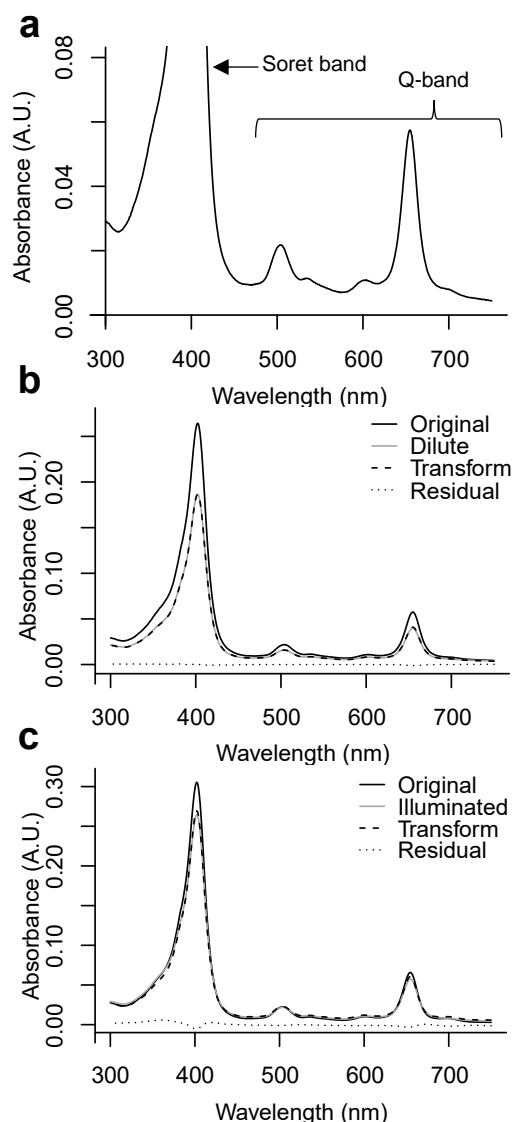 a
Absorbance (A.U.)
0.00 0.04 0.08
Soret band
Q-band
300 400 500 600 700
Wavelength (nm)
b
Absorbance (A.U.)
0.00 0.10 0.20
Original
Dilute
Transform
Residual
300 400 500 600 700
Wavelength (nm)
c
Absorbance (A.U.)
0.00 0.10 0.20 0.30
Original
Illuminated
Transform
Residual
300 400 500 600 700
Wavelength (nm)